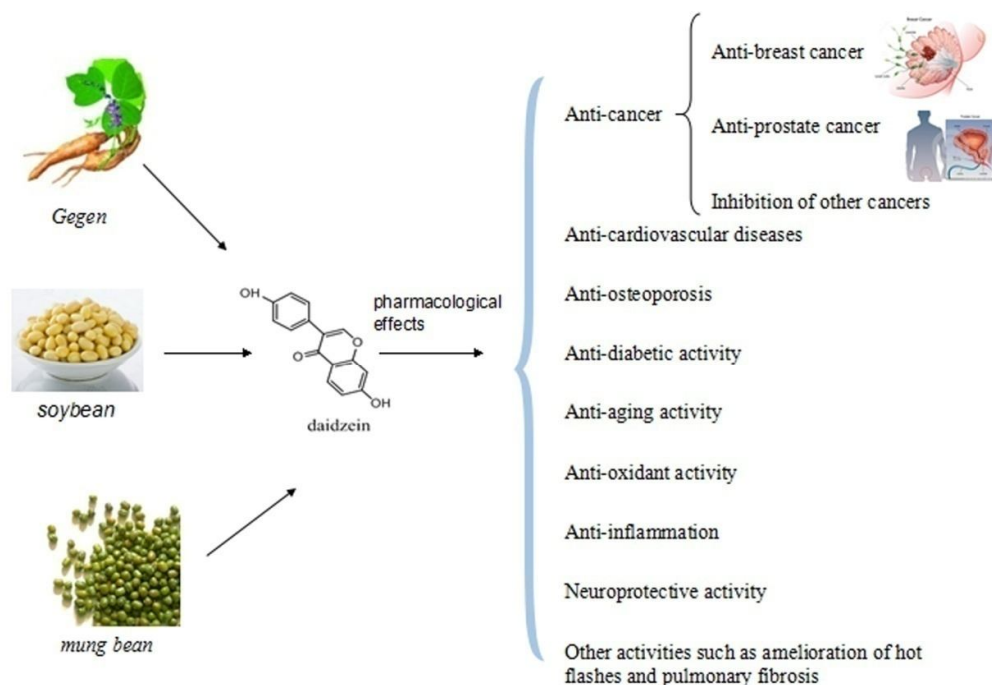 Gegen
soybean
mung bean
OH
O
O
OH
daidzein
pharmacological
effects
Anti-cancer
Anti-breast cancer
Anti-prostate cancer
Inhibition of other cancers
Anti-cardiovascular diseases
Anti-osteoporosis
Anti-diabetic activity
Anti-aging activity
Anti-oxidant activity
Anti-inflammation
Neuroprotective activity
Other activities such as amelioration of hot
flashes and pulmonary fibrosis
Breast Cancer